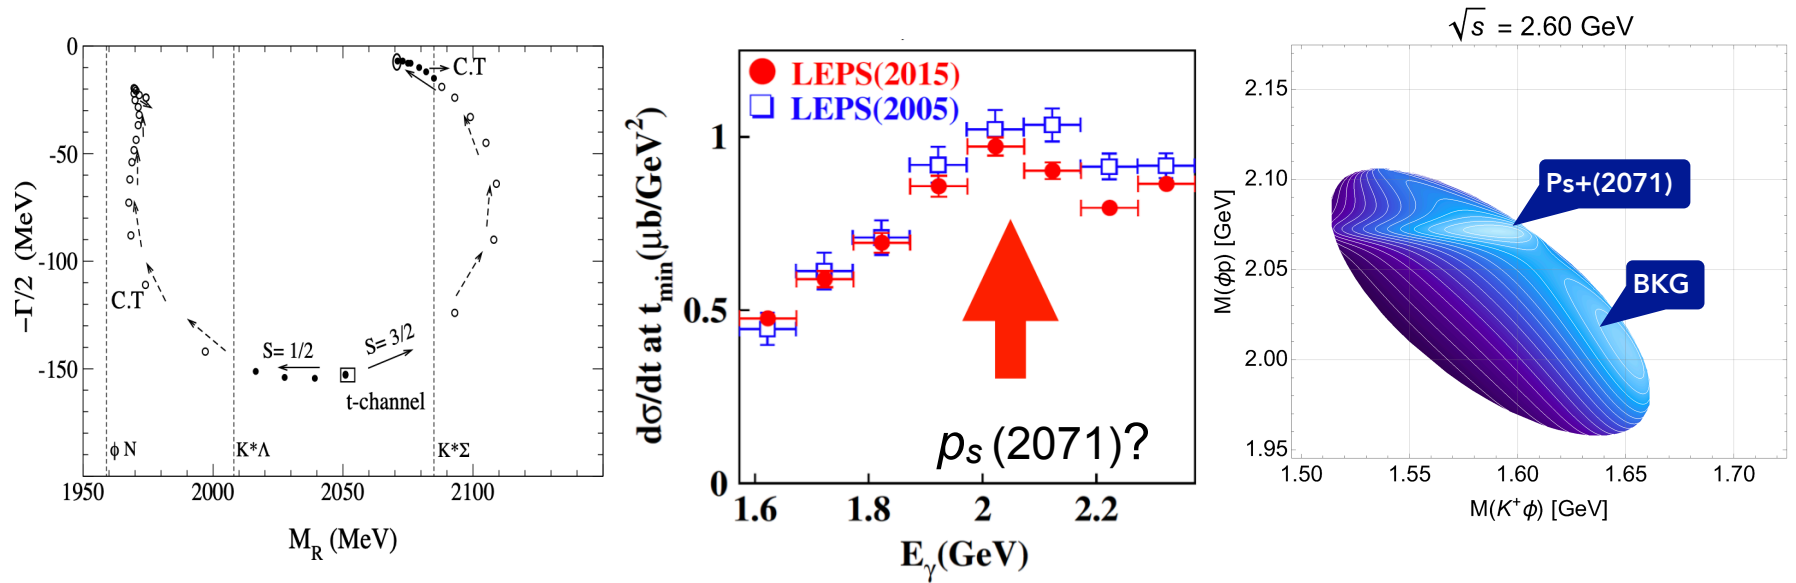 0
-50
-100
-150
−Γ/2 (MeV)
C.T
C.T
S= 1/2
S= 3/2
t-channel
ϕ N
K*Λ
K*Σ
1950
2000
2050
2100
M_R (MeV)
LEPS(2015)
LEPS(2005)
1
0.5
0
dσ/dt at t_min(μb/GeV²)
p_s (2071)?
1.6
1.8
2
2.2
E_γ(GeV)
√s = 2.60 GeV
2.15
2.10
2.05
2.00
1.95
M(ϕp) [GeV]
Ps+(2071)
BKG
1.50
1.55
1.60
1.65
1.70
M(K⁺ϕ) [GeV]